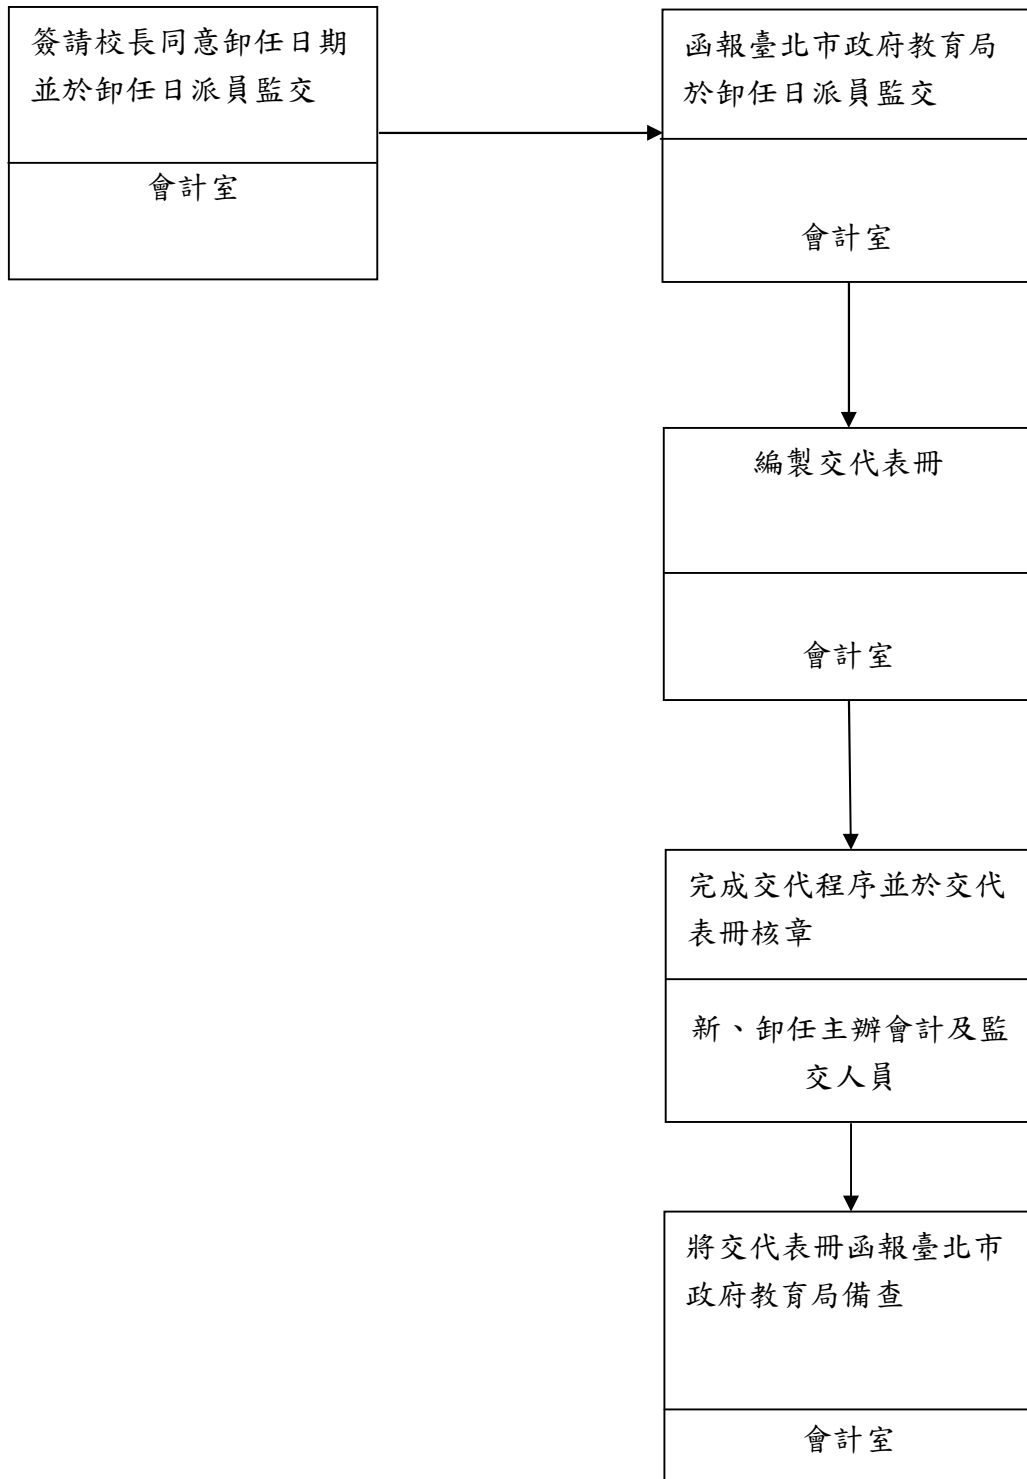 簽請校長同意卸任日期
並於卸任日派員監交
會計室
函報臺北市政府教育局
於卸任日派員監交
會計室
編製交代表冊
會計室
完成交代程序並於交代
表冊核章
新、卸任主辦會計及監
交人員
將交代表冊函報臺北市
政府教育局備查
會計室